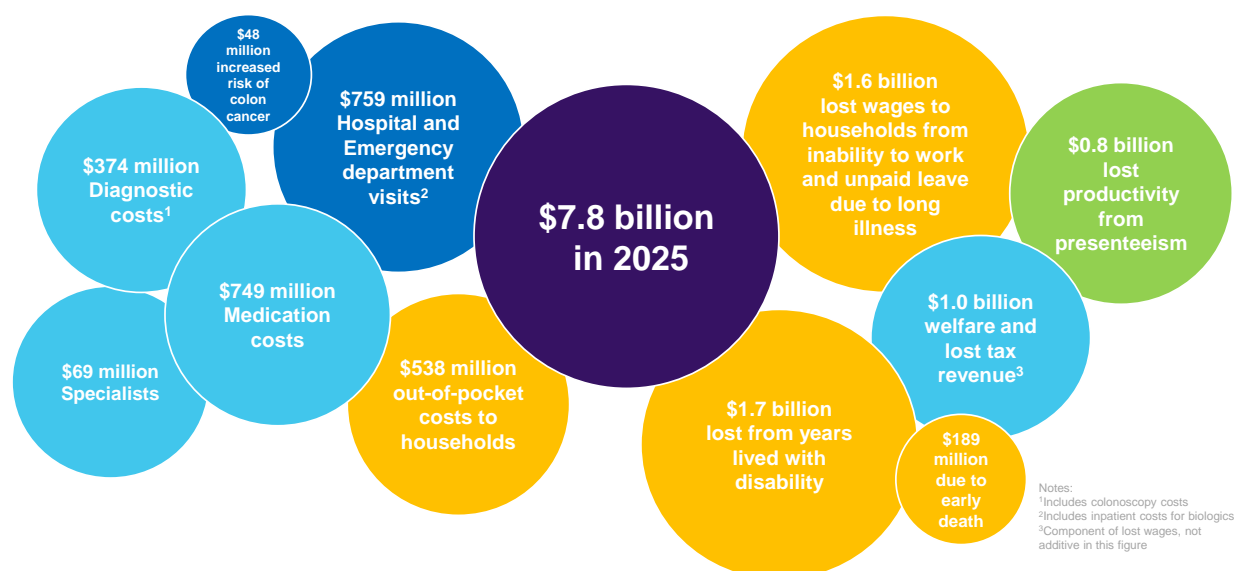 $48
million
increased
risk of
colon
cancer
$759 million
Hospital and
Emergency
department
visits²
$374 million
Diagnostic
costs¹
$749 million
Medication
costs
$69 million
Specialists
$538 million
out-of-pocket
costs to
households
$7.8 billion
in 2025
$1.6 billion
lost wages to
households from
inability to work
and unpaid leave
due to long
illness
$0.8 billion
lost
productivity
from
presenteeism
$1.0 billion
welfare and
lost tax
revenue³
$1.7 billion
lost from years
lived with
disability
$189
million
due to
early
death
Notes:
¹Includes colonoscopy costs
²Includes inpatient costs for biologics
³Component of lost wages, not
additive in this figure